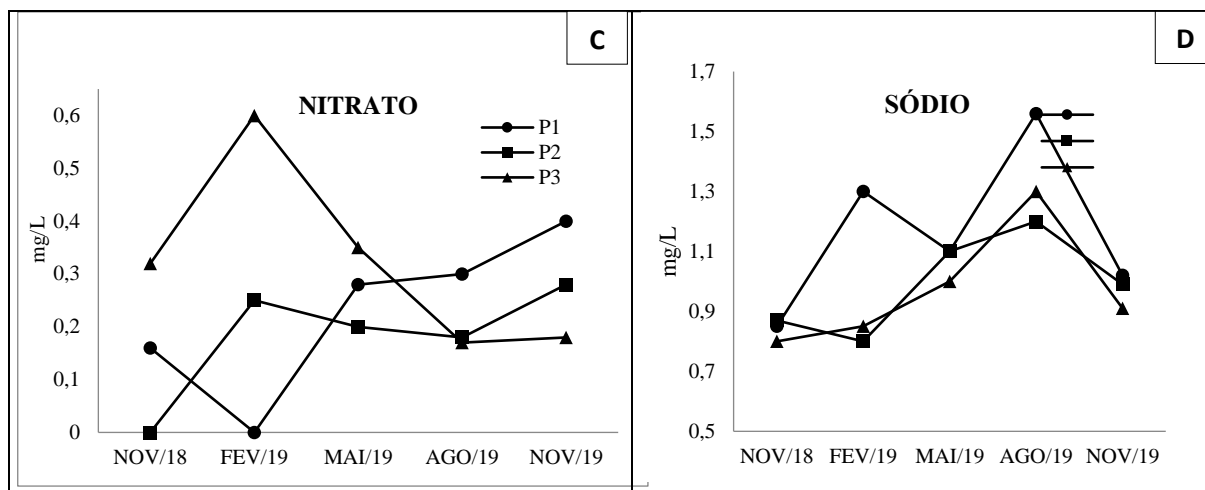 C
NITRATO
0,6
0,5
0,4
0,3
0,2
0,1
0
mg/L
P1
P2
P3
NOV/18 FEV/19 MAI/19 AGO/19 NOV/19
D
SÓDIO
1,7
1,5
1,3
1,1
0,9
0,7
0,5
mg/L
NOV/18 FEV/19 MAI/19 AGO/19 NOV/19